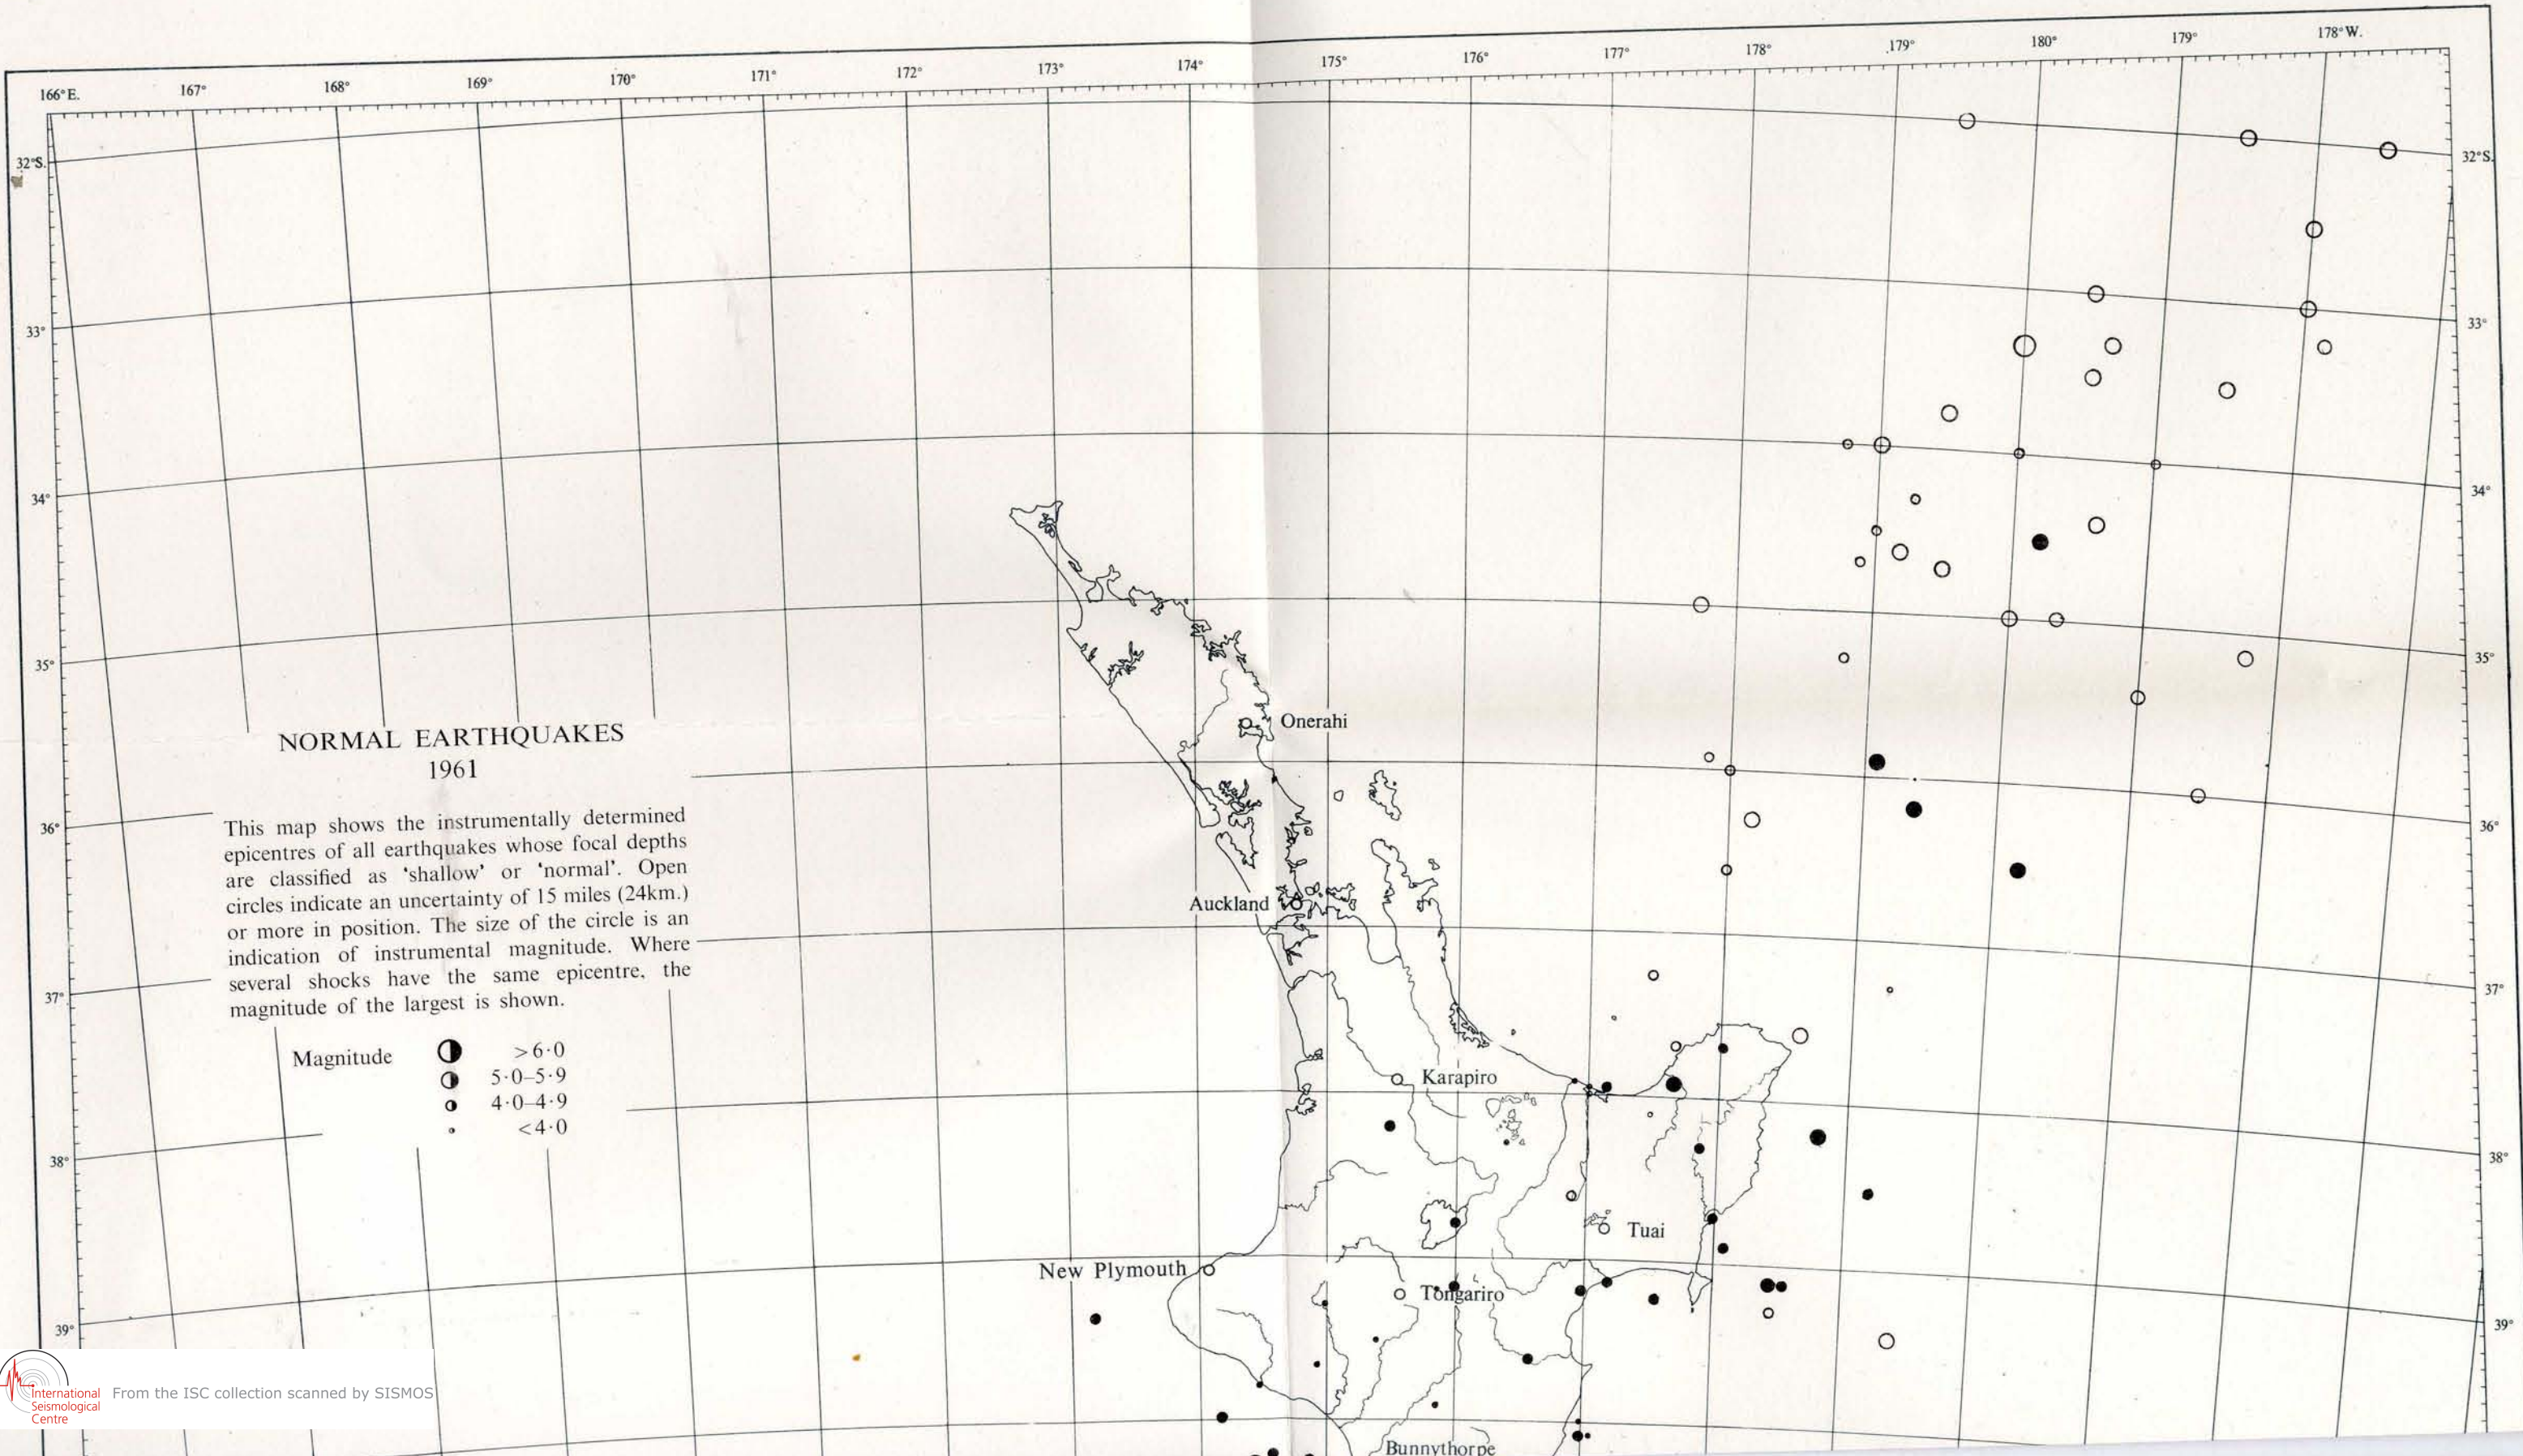 166°E. 167° 168° 169° 170° 171° 172° 173° 174° 175° 176° 177° 178° 179° 180° 179° 178°W.
32°S. 32°S.
33° 33°
34° 34°
35° 35°
Onerahi
NORMAL EARTHQUAKES
1961
This map shows the instrumentally determined
epicentres of all earthquakes whose focal depths
are classified as ‘shallow’ or ‘normal’. Open
circles indicate an uncertainty of 15 miles (24km.)
or more in position. The size of the circle is an
indication of instrumental magnitude. Where
several shocks have the same epicentre, the
magnitude of the largest is shown.
36° 36°
Auckland
37° 37°
Magnitude >6·0
5·0–5·9
4·0–4·9
<4·0
Karapiro
38° 38°
Tuai
New Plymouth
Tongariro
39° 39°
International
Seismological
Centre
From the ISC collection scanned by SISMOS
Bunnythorpe